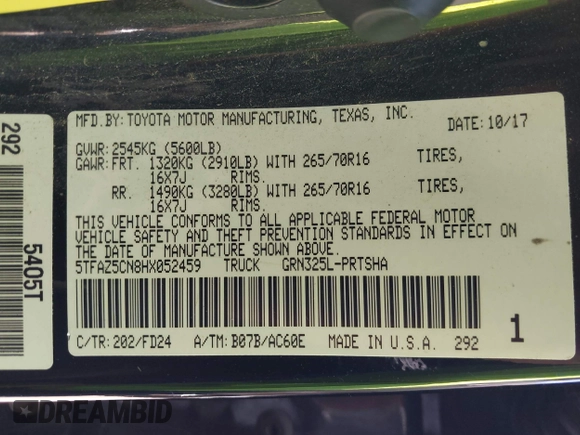 292
5405T
MFD.BY:TOYOTA MOTOR MANUFACTURING, TEXAS, INC.
DATE:10/17
GVWR:2545KG (5600LB)
GAWR:FRT. 1320KG (2910LB) WITH 265/70R16 TIRES,
16X7J RIMS.
RR. 1490KG (3280LB) WITH 265/70R16 TIRES,
16X7J RIMS.
THIS VEHICLE CONFORMS TO ALL APPLICABLE FEDERAL MOTOR
VEHICLE SAFETY AND THEFT PREVENTION STANDARDS IN EFFECT ON
THE DATE OF MANUFACTURE SHOWN ABOVE.
5TFAZ5CN8HX052459 TRUCK GRN325L-PRTSHA
C/TR:202/FD24 A/TM:B07B/AC60E MADE IN U.S.A. 292
1
DREAMBID